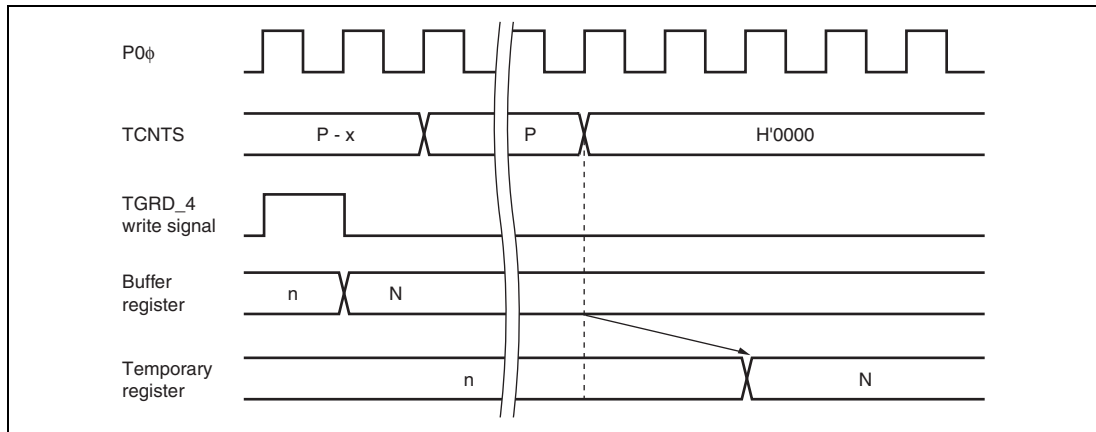 P0ϕ
TCNTS
P - x
P
H'0000
TGRD_4
write signal
Buffer
register
n
N
Temporary
register
n
N